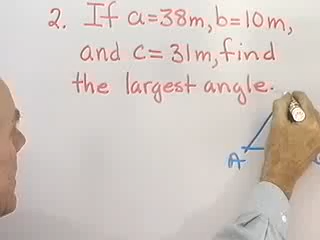 2. If a=38m, b=10m,
and c=31m, find
the largest angle.
A